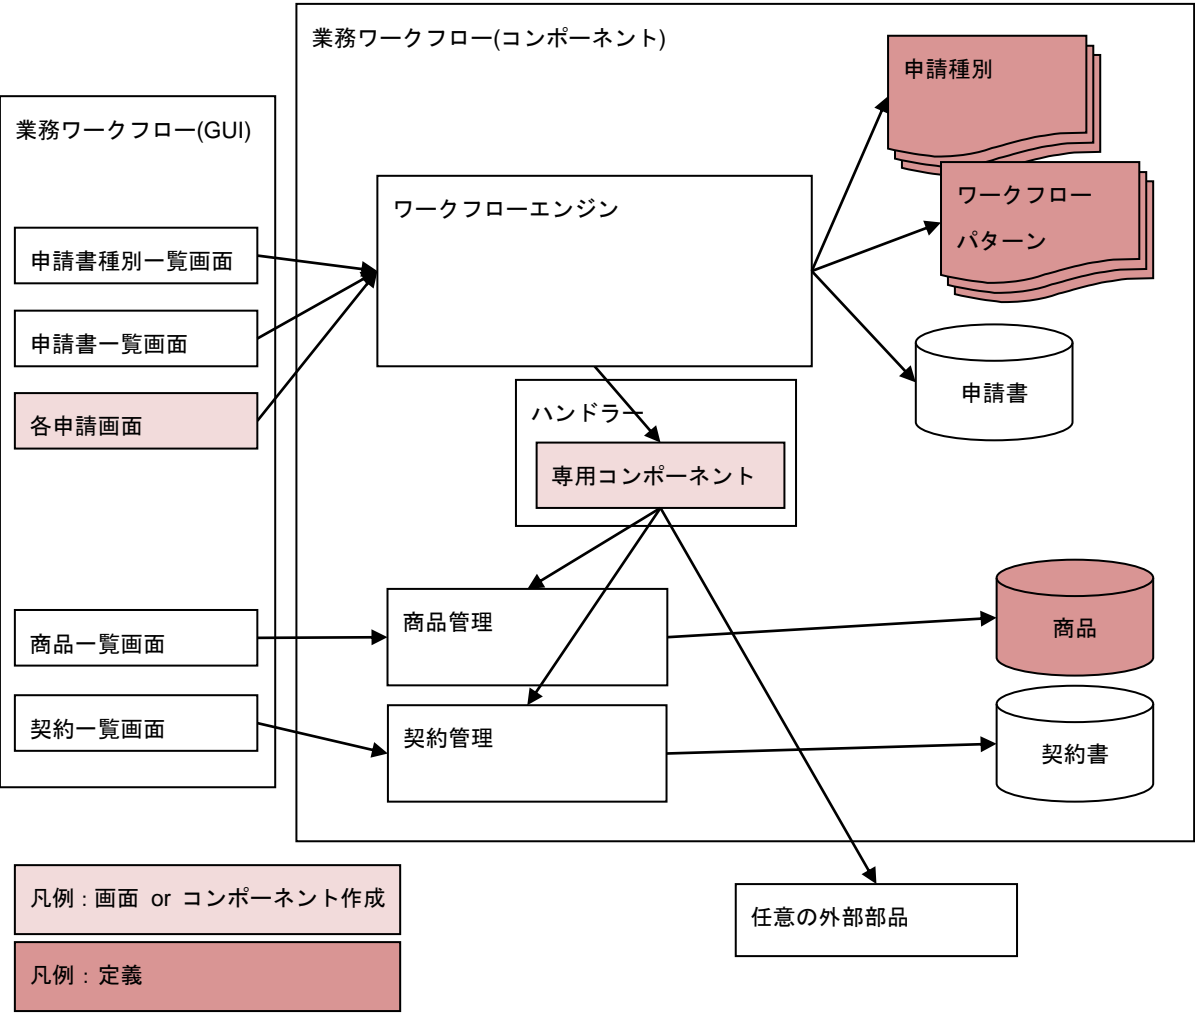 業務ワークフロー(コンポーネント)
申請種別
業務ワークフロー(GUI)
ワークフロー
パターン
ワークフローエンジン
申請書種別一覧画面
申請書一覧画面
各申請画面
申請書
ハンドラー
専用コンポーネント
商品一覧画面
商品管理
商品
契約一覧画面
契約管理
契約書
凡例：画面 or コンポーネント作成
任意の外部部品
凡例：定義